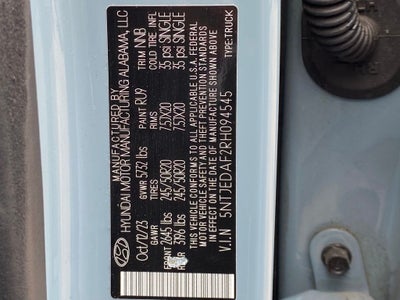 MANUFACTURED BY
HYUNDAI MOTOR MANUFACTURING ALABAMA, LLC
Oct/12/23 GVWR 5732 lbs PAINT RU9 TRIM NNB
GAWR COLD TIRE INFL
FRONT 2645 lbs 245/50R20 7.5JX20 35 psi SINGLE
REAR 3196 lbs 245/50R20 7.5JX20 35 psi SINGLE
THIS VEHICLE CONFORMS TO ALL APPLICABLE U.S.A. FEDERAL
MOTOR VEHICLE SAFETY AND THEFT PREVENTION STANDARDS
IN EFFECT ON THE DATE OF MANUFACTURE SHOWN ABOVE.
V.I.N 5NTJEDAF2RH094545 TYPE:TRUCK